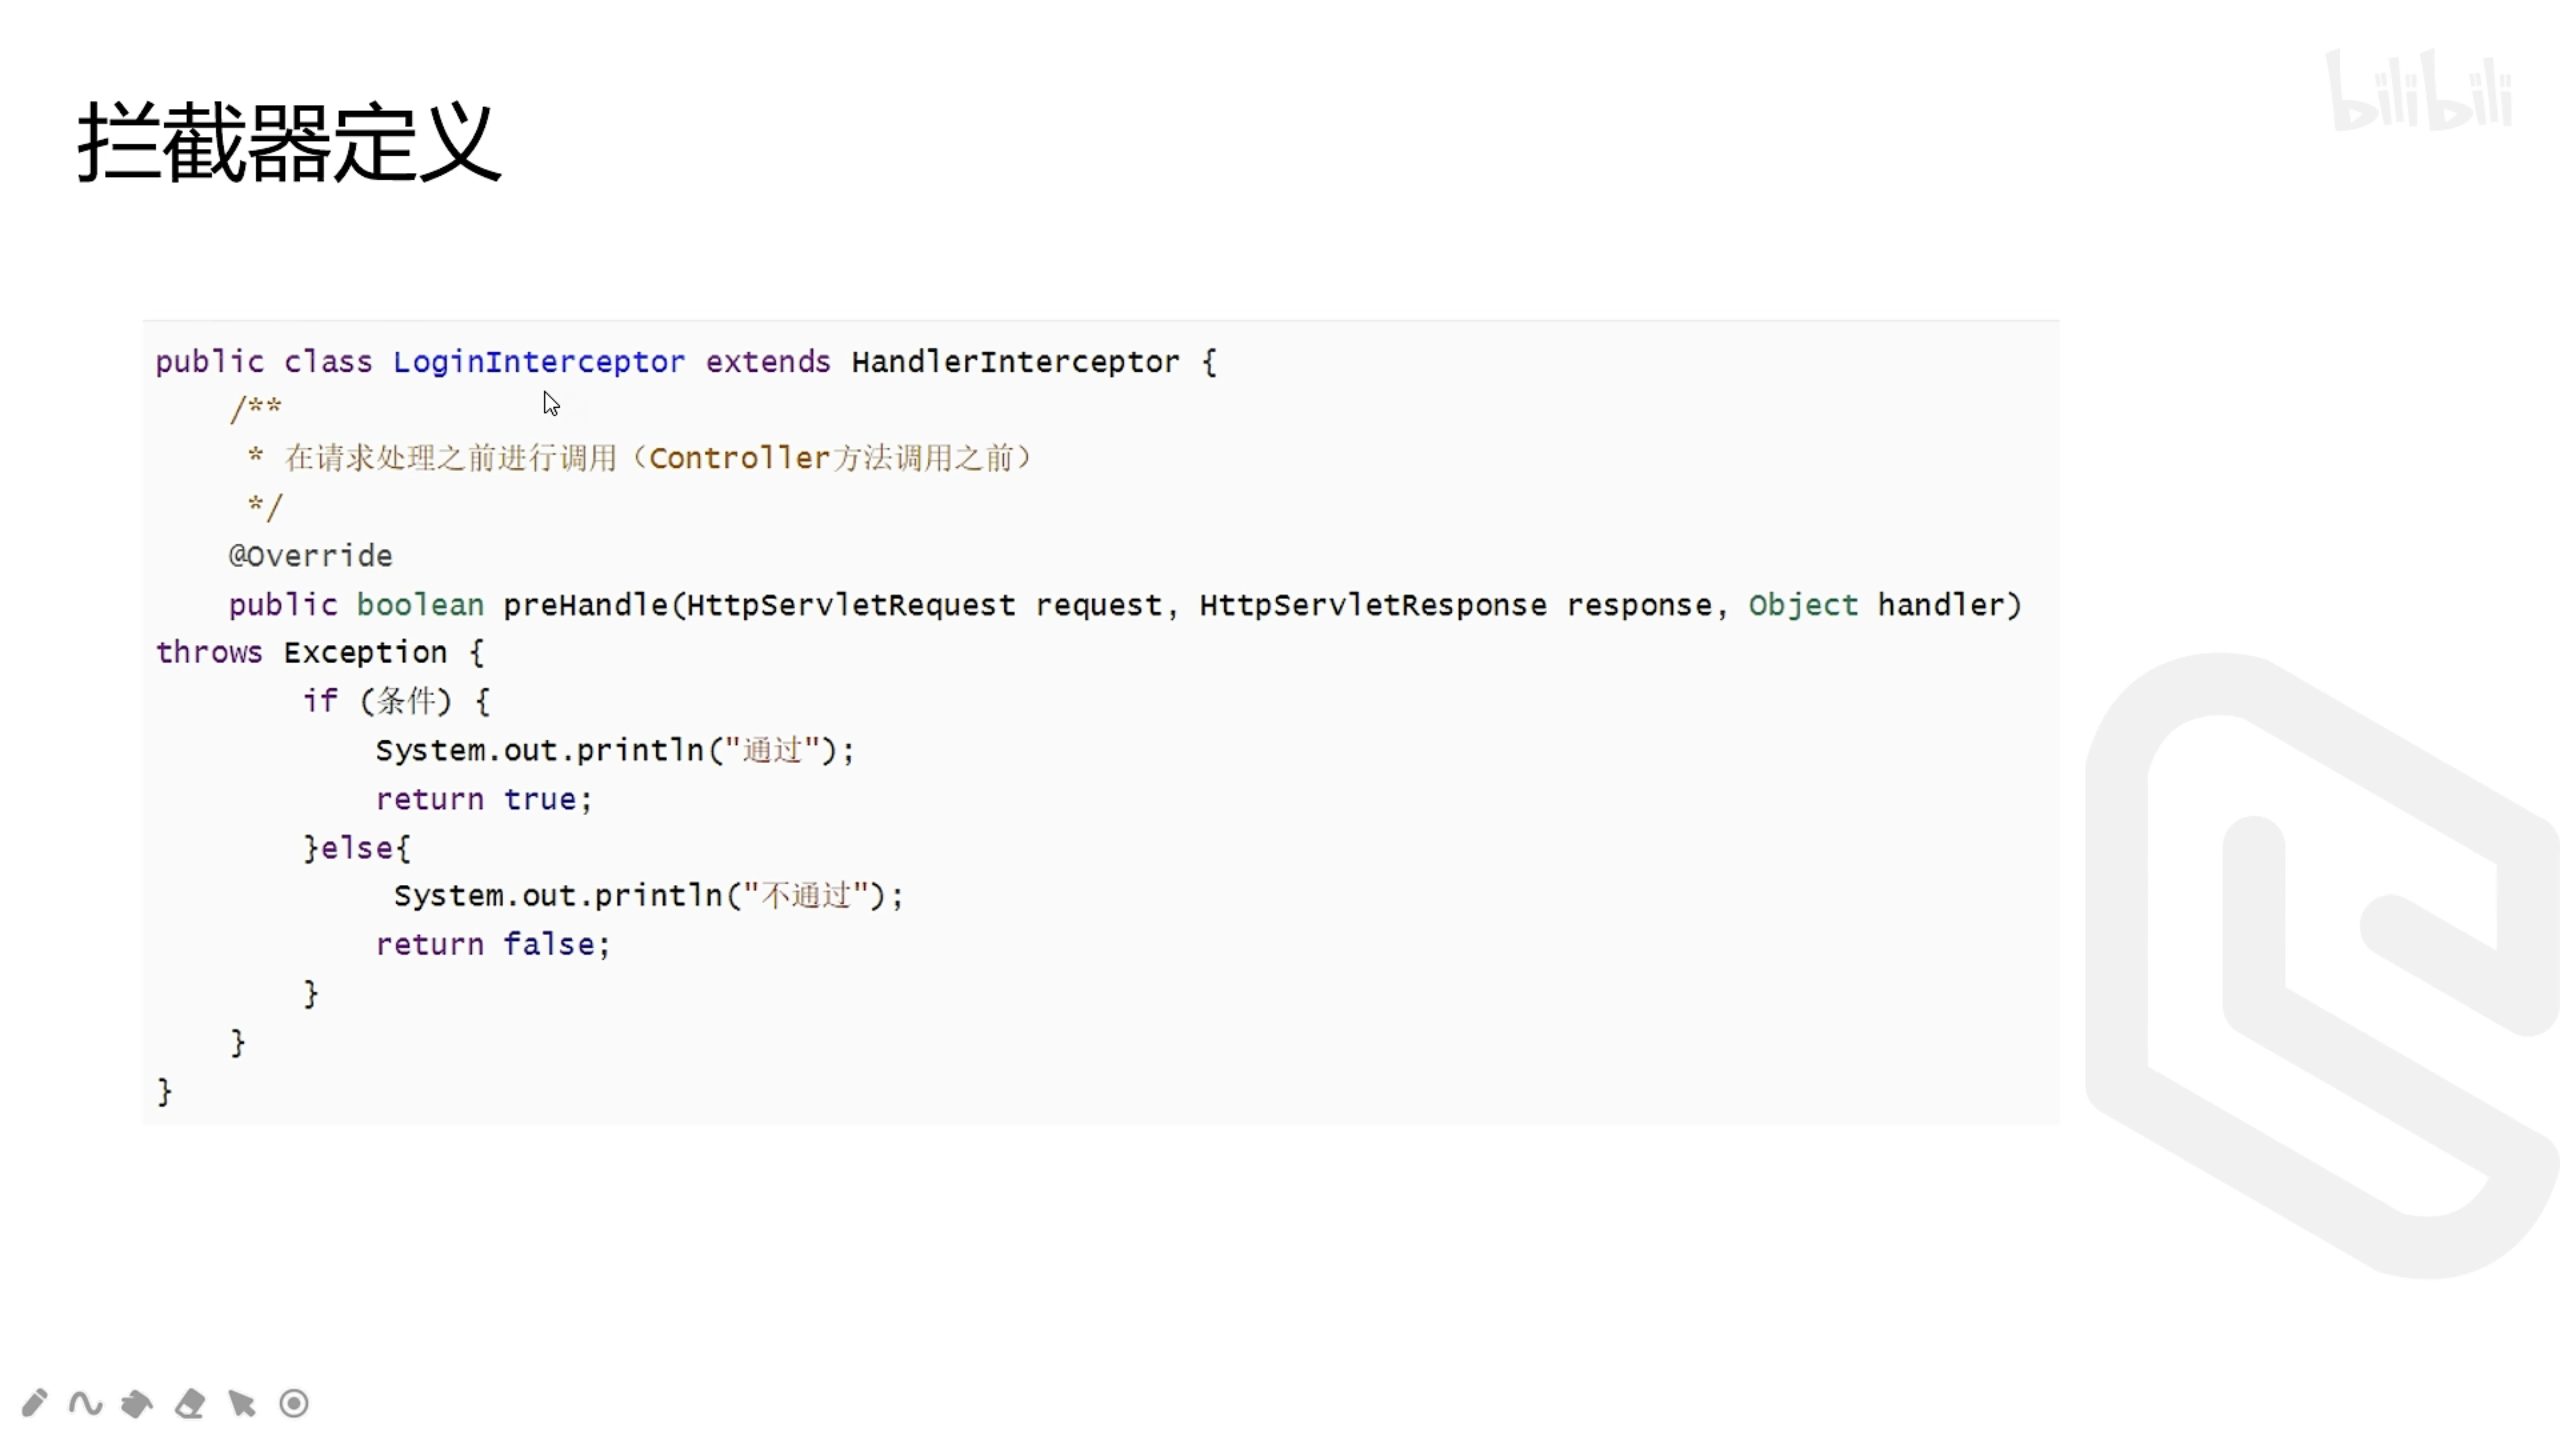 bilibili
拦截器定义
public class LoginInterceptor extends HandlerInterceptor {
    /**
     * 在请求处理之前进行调用（Controller方法调用之前）
     */
    @Override
    public boolean preHandle(HttpServletRequest request, HttpServletResponse response, Object handler)
throws Exception {
        if (条件) {
            System.out.println("通过");
            return true;
        }else{
             System.out.println("不通过");
            return false;
        }
    }
}